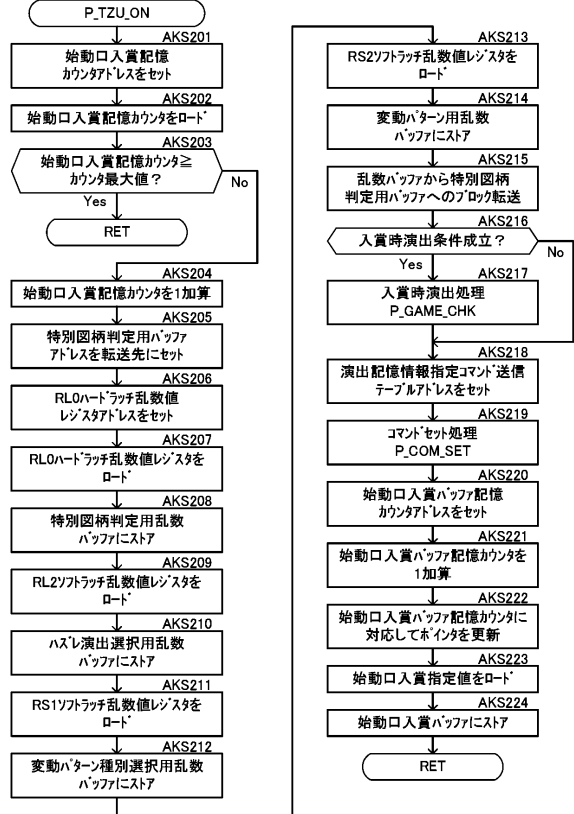 P_TZU_ON
AKS201
始動口入賞記憶
カウンタアドレスをセット
AKS202
始動口入賞記憶カウンタをロード
AKS203
始動口入賞記憶カウンタ≧
カウンタ最大値？
No
Yes
RET
AKS204
始動口入賞記憶カウンタを1加算
AKS205
特別図柄判定用バッファ
アドレスを転送先にセット
AKS206
RL0ハードラッチ乱数値
レジスタアドレスをセット
AKS207
RL0ハードラッチ乱数値レジスタを
ロード
AKS208
特別図柄判定用乱数
バッファにストア
AKS209
RL2ソフトラッチ乱数値レジスタを
ロード
AKS210
ハズレ演出選択用乱数
バッファにストア
AKS211
RS1ソフトラッチ乱数値レジスタを
ロード
AKS212
変動パターン種別選択用乱数
バッファにストア
AKS213
RS2ソフトラッチ乱数値レジスタを
ロード
AKS214
変動パターン用乱数
バッファにストア
AKS215
乱数バッファから特別図柄
判定用バッファへのブロック転送
AKS216
入賞時演出条件成立？
No
Yes
AKS217
入賞時演出処理
P_GAME_CHK
AKS218
演出記憶情報指定コマンド送信
テーブルアドレスをセット
AKS219
コマンドセット処理
P_COM_SET
AKS220
始動口入賞バッファ記憶
カウンタアドレスをセット
AKS221
始動口入賞バッファ記憶カウンタを
1加算
AKS222
始動口入賞バッファ記憶カウンタに
対応してポインタを更新
AKS223
始動口入賞指定値をロード
AKS224
始動口入賞バッファにストア
RET